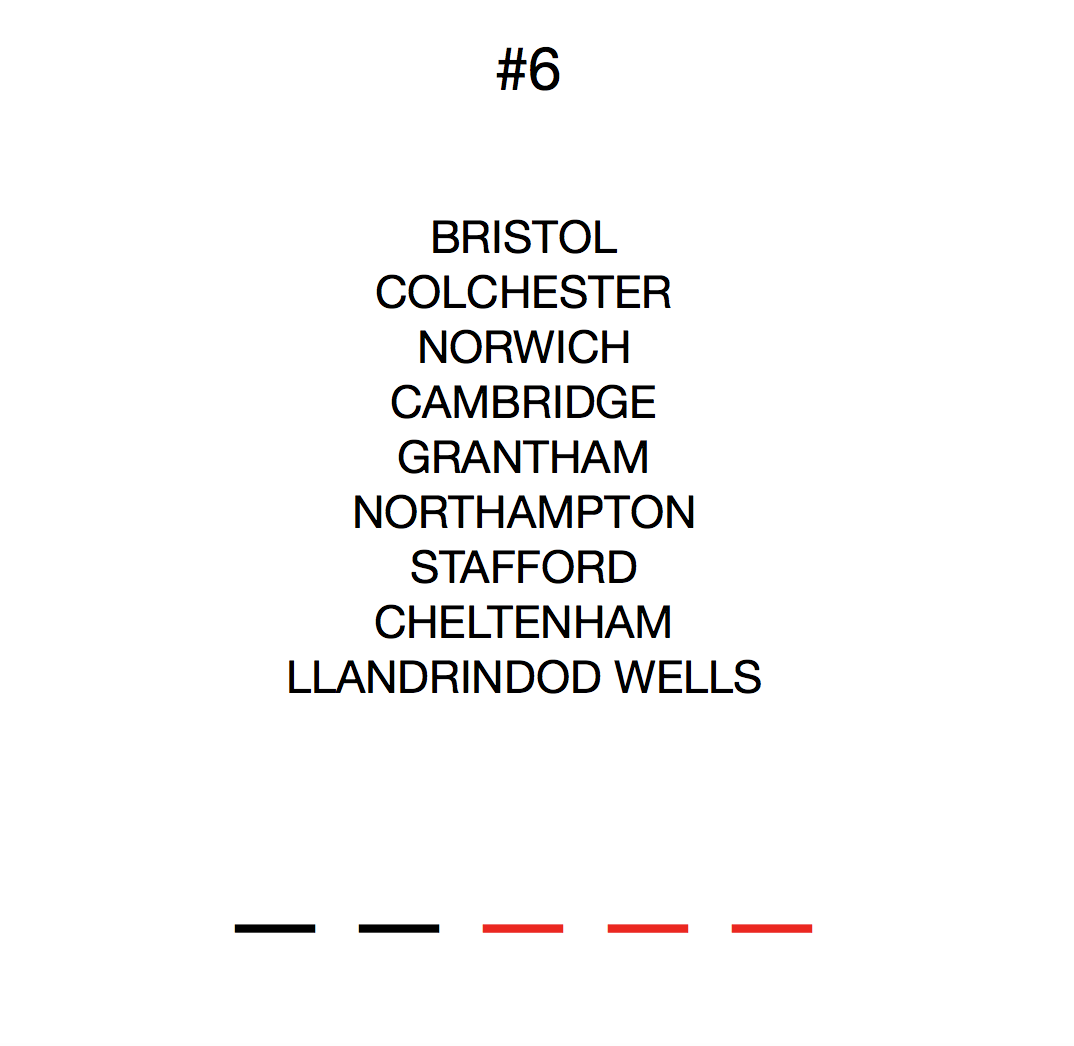 #6
BRISTOL
COLCHESTER
NORWICH
CAMBRIDGE
GRANTHAM
NORTHAMPTON
STAFFORD
CHELTENHAM
LLANDRINDOD WELLS